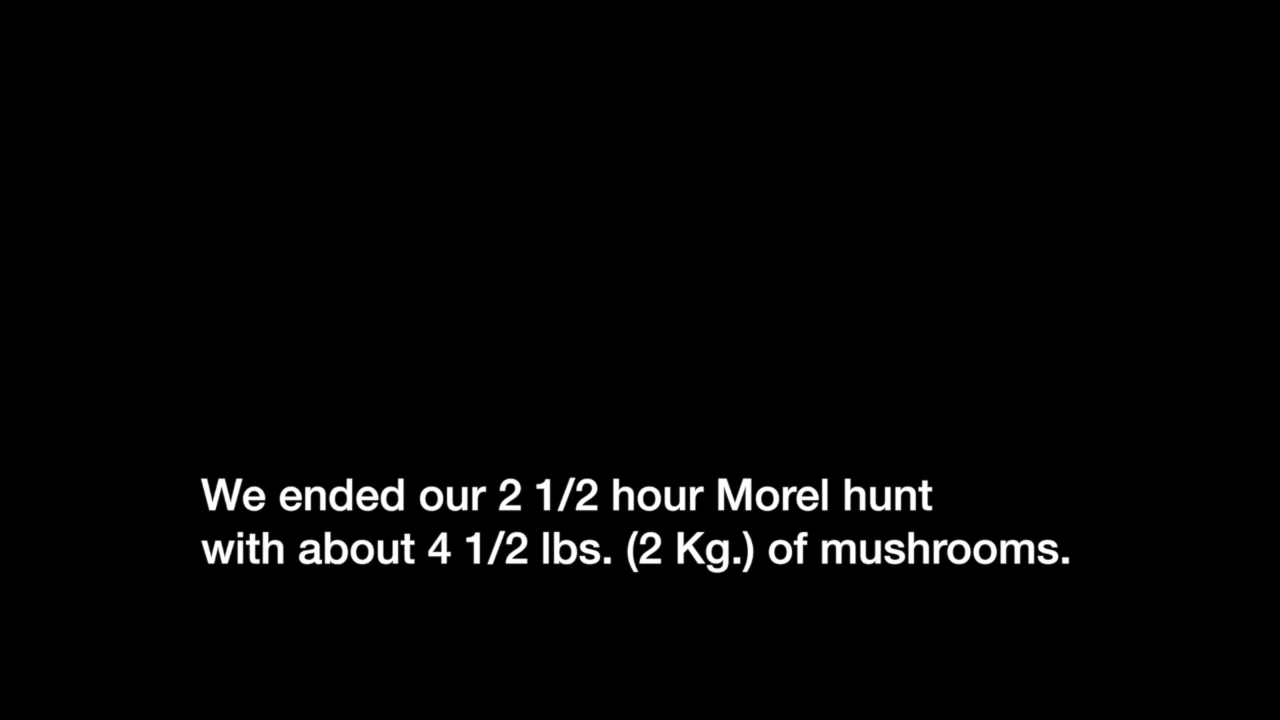 We ended our 2 1/2 hour Morel hunt
with about 4 1/2 lbs. (2 Kg.) of mushrooms.